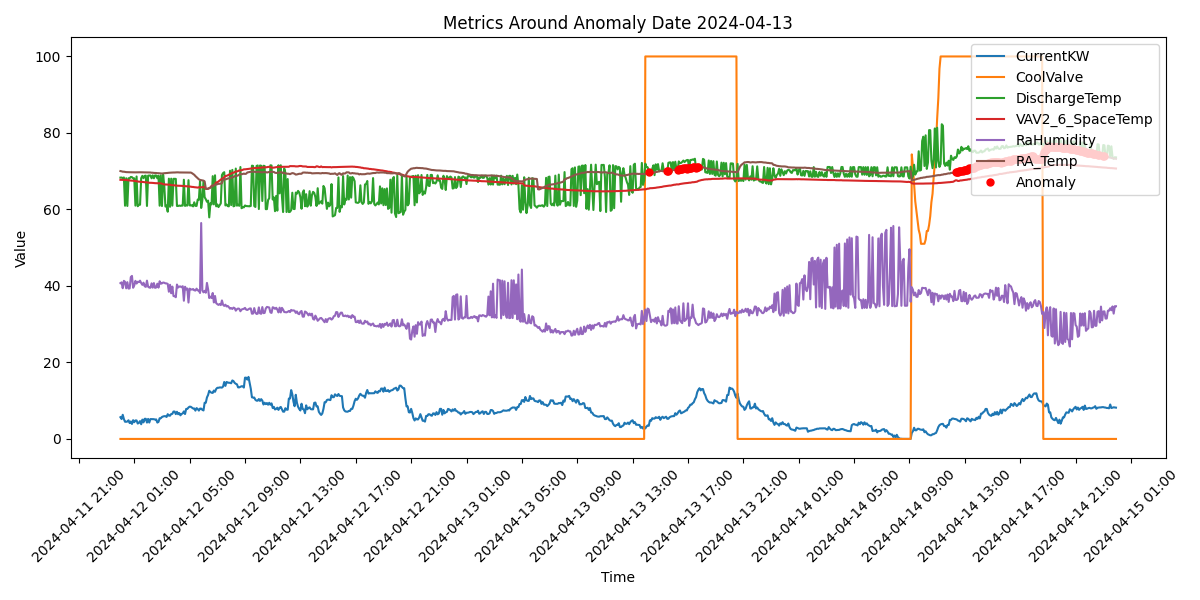 Metrics Around Anomaly Date 2024-04-13
Value
100
80
60
40
20
0
CurrentKW
CoolValve
DischargeTemp
VAV2_6_SpaceTemp
RaHumidity
RA_Temp
Anomaly
2024-04-11 21:00
2024-04-12 01:00
2024-04-12 05:00
2024-04-12 09:00
2024-04-12 13:00
2024-04-12 17:00
2024-04-12 21:00
2024-04-13 01:00
2024-04-13 05:00
2024-04-13 09:00
2024-04-13 13:00
2024-04-13 17:00
2024-04-13 21:00
2024-04-14 01:00
2024-04-14 05:00
2024-04-14 09:00
2024-04-14 13:00
2024-04-14 17:00
2024-04-14 21:00
2024-04-15 01:00
Time